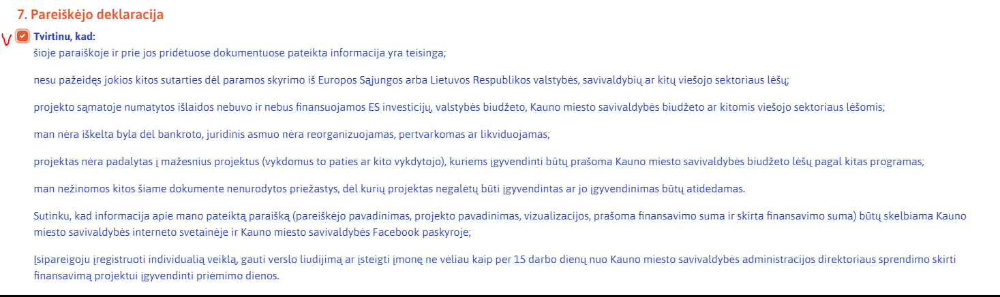 7. Pareiškėjo deklaracija
Tvirtinu, kad:
šioje paraiškoje ir prie jos pridėtuose dokumentuose pateikta informacija yra teisinga;
nesu pažeidęs jokios kitos sutarties dėl paramos skyrimo iš Europos Sąjungos arba Lietuvos Respublikos valstybės, savivaldybių ar kitų viešojo sektoriaus lėšų;
projekto sąmatoje numatytos išlaidos nebuvo ir nebus finansuojamos ES investicijų, valstybės biudžeto, Kauno miesto savivaldybės biudžeto ar kitomis viešojo sektoriaus lėšomis;
man nėra iškelta byla dėl bankroto, juridinis asmuo nėra reorganizuojamas, pertvarkomas ar likviduojamas;
projektas nėra padalytas į mažesnius projektus (vykdomus to paties ar kito vykdytojo), kuriems įgyvendinti būtų prašoma Kauno miesto savivaldybės biudžeto lėšų pagal kitas programas;
man nežinomos kitos šiame dokumente nenurodytos priežastys, dėl kurių projektas negalėtų būti įgyvendintas ar jo įgyvendinimas būtų atidedamas.
Sutinku, kad informacija apie mano pateiktą paraišką (pareiškėjo pavadinimas, projekto pavadinimas, vizualizacijos, prašoma finansavimo suma ir skirta finansavimo suma) būtų skelbiama Kauno
miesto savivaldybės interneto svetainėje ir Kauno miesto savivaldybės Facebook paskyroje;
Įsipareigoju įregistruoti individualią veiklą, gauti verslo liudijimą ar įsteigti įmonę ne vėliau kaip per 15 darbo dienų nuo Kauno miesto savivaldybės administracijos direktoriaus sprendimo skirti
finansavimą projektui įgyvendinti priėmimo dienos.